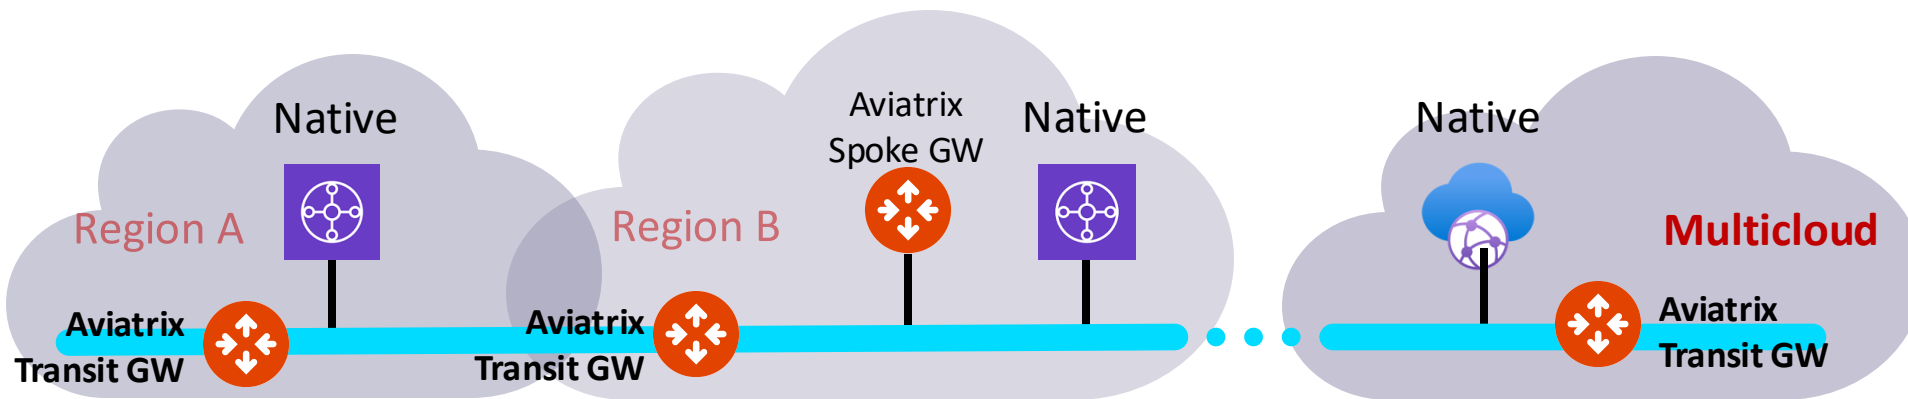 Native
Region A
Aviatrix
Transit GW
Aviatrix
Spoke GW
Native
Region B
Aviatrix
Transit GW
Native
Multicloud
Aviatrix
Transit GW